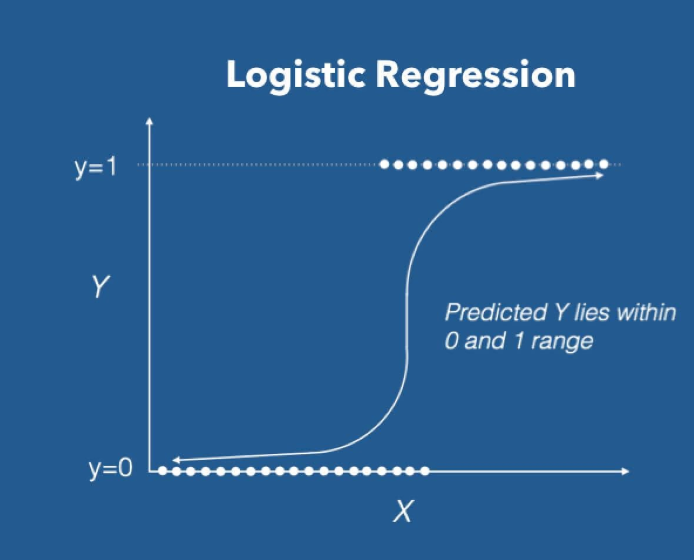 Logistic Regression
y=1
Y
Predicted Y lies within
0 and 1 range
y=0
X